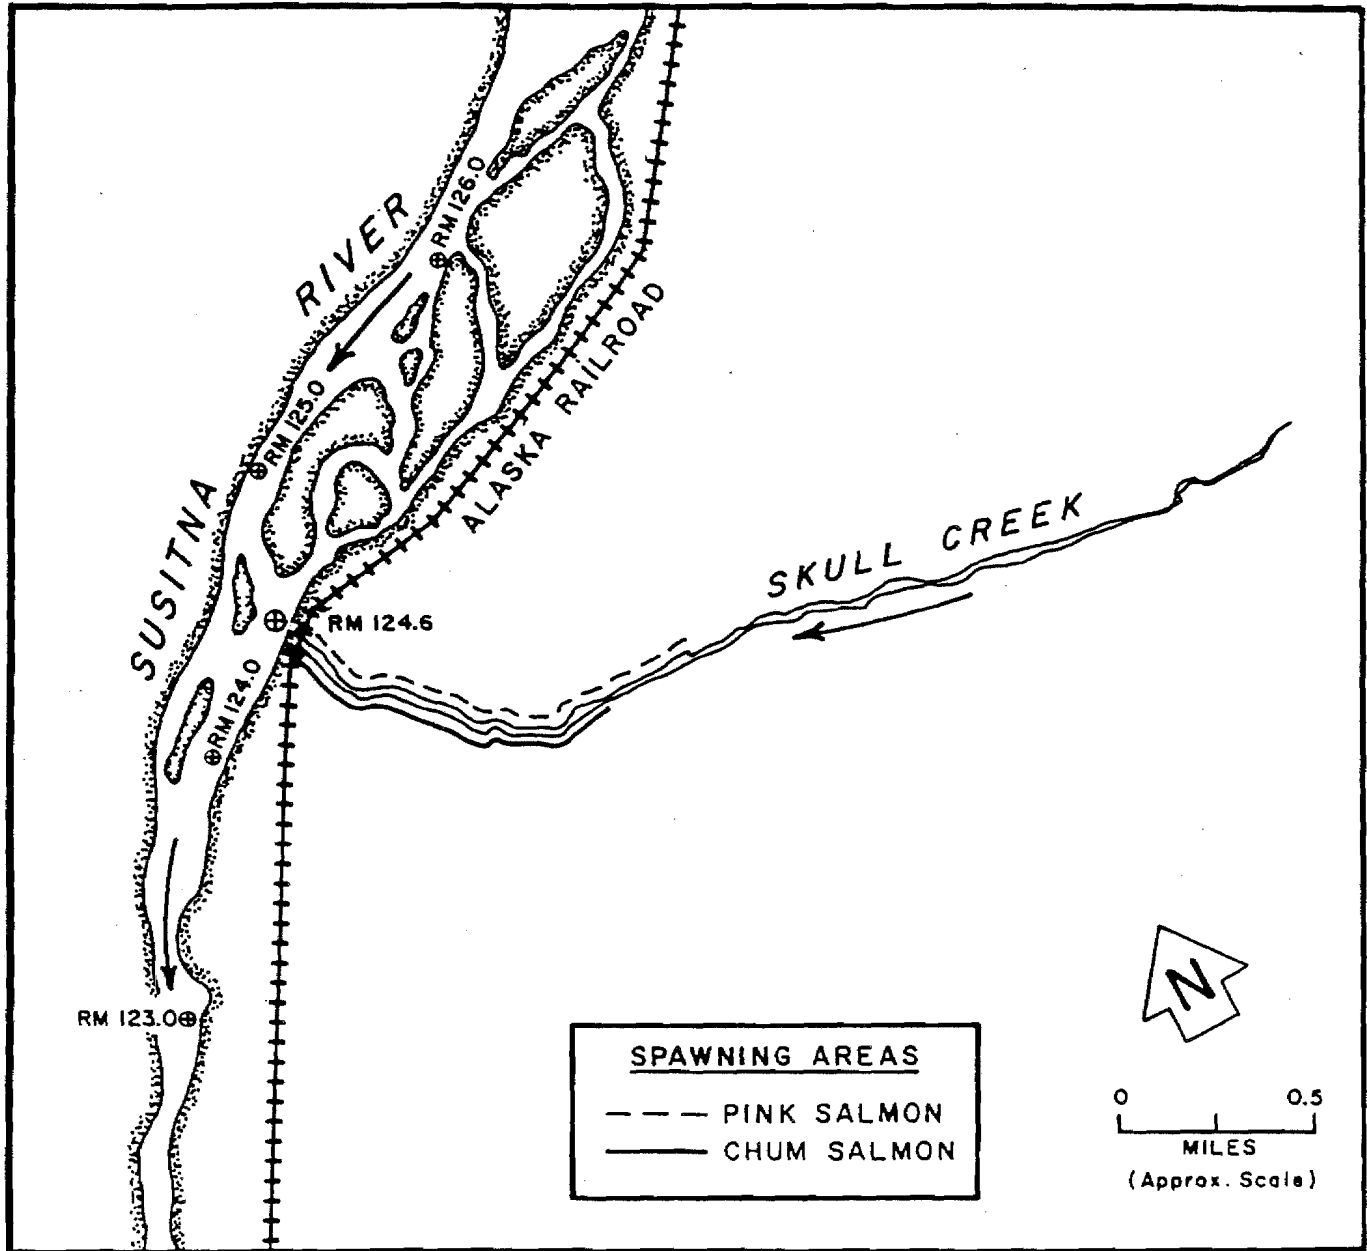 SUSITNA RIVER
RM 126.0
RM 125.0
ALASKA RAILROAD
SKULL CREEK
RM 124.6
RM 124.0
RM 123.0
N
SPAWNING AREAS
PINK SALMON
CHUM SALMON
0 0.5
MILES
(Approx. Scale)